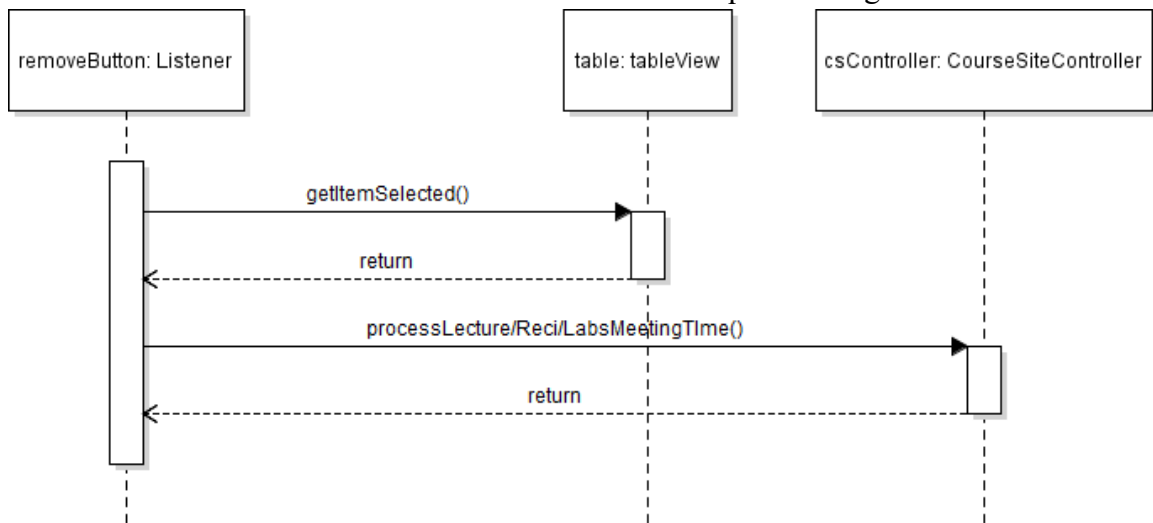 removeButton: Listener
table: tableView
csController: CourseSiteController
getItemSelected()
return
processLecture/Reci/LabsMeetingTIme()
return